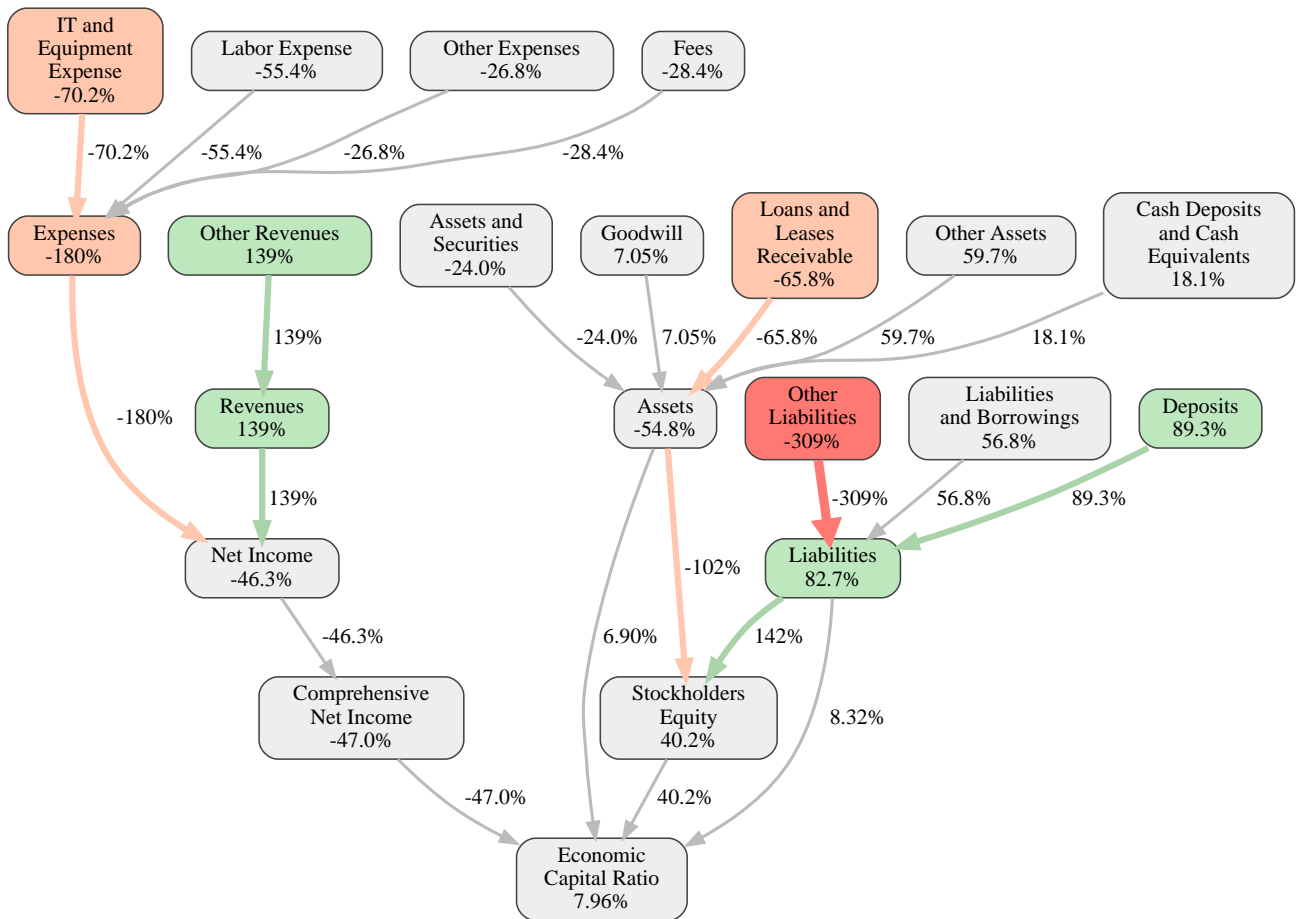 IT and
Equipment
Expense
-70.2%
Labor Expense
-55.4%
Other Expenses
-26.8%
Fees
-28.4%
-70.2%
-55.4%
-26.8%
-28.4%
Expenses
-180%
Other Revenues
139%
Assets and
Securities
-24.0%
Goodwill
7.05%
Loans and
Leases
Receivable
-65.8%
Other Assets
59.7%
Cash Deposits
and Cash
Equivalents
18.1%
139%
-24.0%
7.05%
-65.8%
59.7%
18.1%
-180%
Revenues
139%
Assets
-54.8%
Other
Liabilities
-309%
Liabilities
and Borrowings
56.8%
Deposits
89.3%
139%
-309%
56.8%
89.3%
Net Income
-46.3%
-102%
Liabilities
82.7%
-46.3%
6.90%
142%
Comprehensive
Net Income
-47.0%
Stockholders
Equity
40.2%
8.32%
-47.0%
40.2%
Economic
Capital Ratio
7.96%